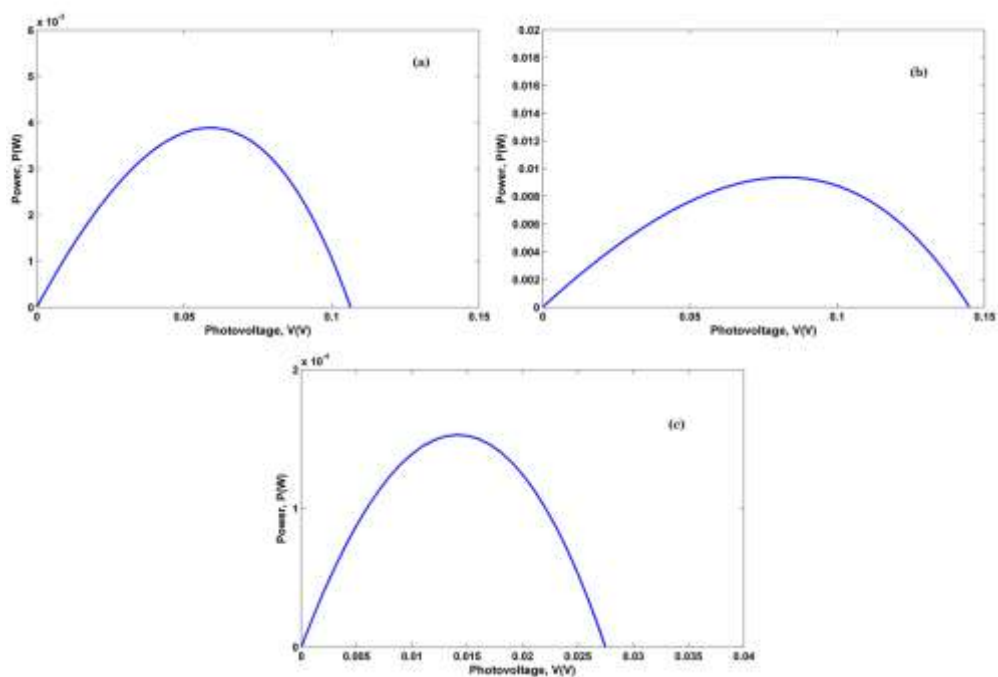 x 10⁻³
6
5
4
3
2
1
0
0 0.05 0.1 0.15
Power, P(W)
Photovoltage, V(V)
(a)
0.02
0.018
0.016
0.014
0.012
0.01
0.008
0.006
0.004
0.002
0
0 0.05 0.1 0.15
Power, P(W)
Photovoltage, V(V)
(b)
2
1
0
0 0.005 0.01 0.015 0.02 0.025 0.03 0.035 0.04
Power, P(W)
Photovoltage, V(V)
(c)